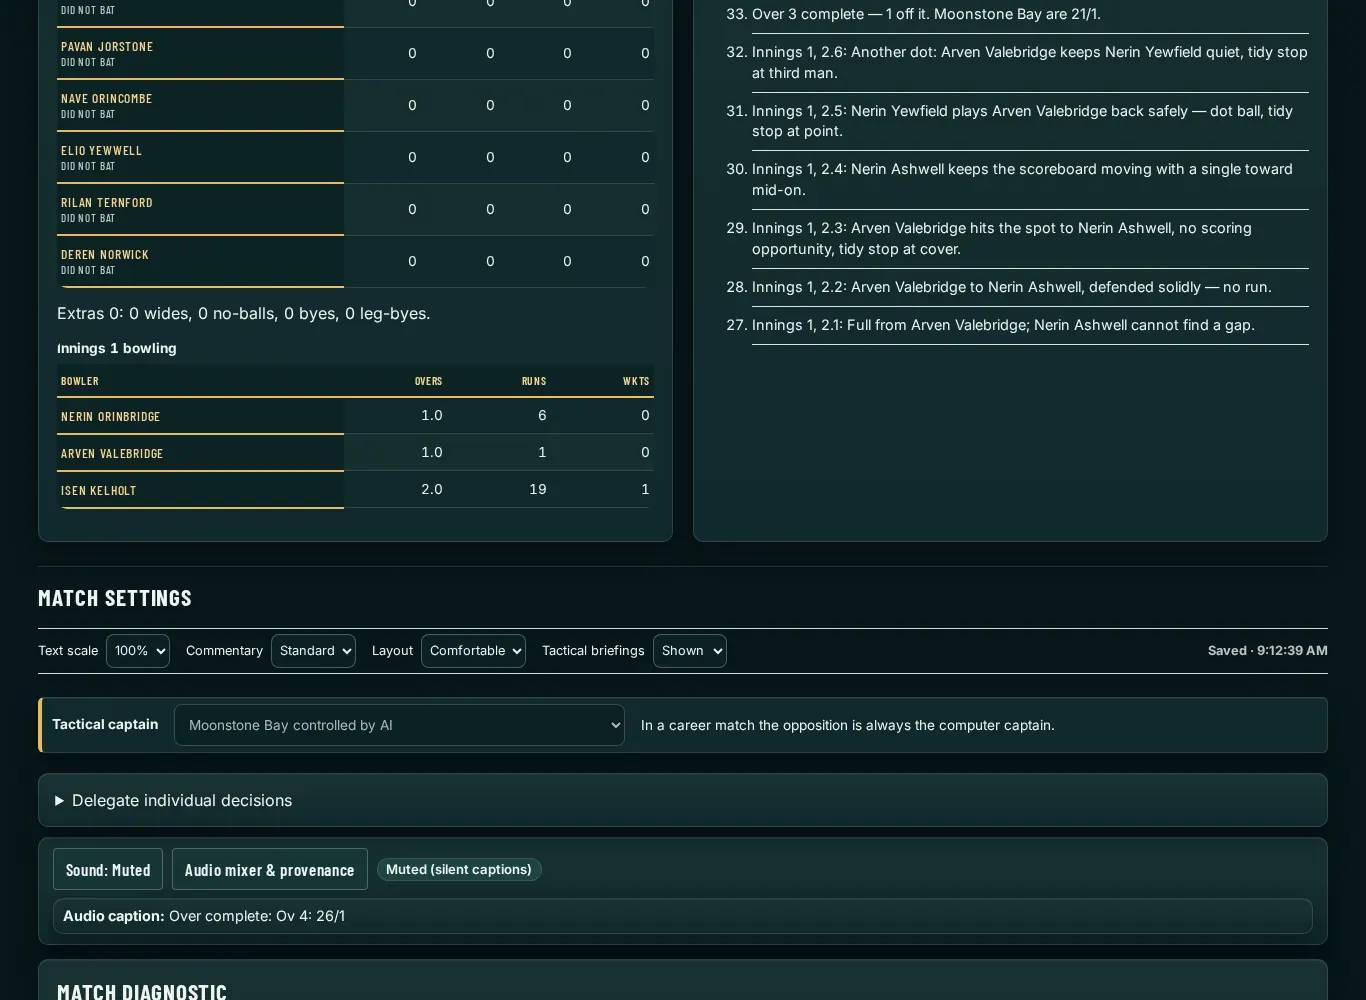 0 0 0 0
DID NOT BAT
PAVAN JORSTONE
DID NOT BAT
0 0 0 0
NAVE ORINCOMBE
DID NOT BAT
0 0 0 0
ELIO YEWWELL
DID NOT BAT
0 0 0 0
RILAN TERNFORD
DID NOT BAT
0 0 0 0
DEREN NORWICK
DID NOT BAT
0 0 0 0
Extras 0: 0 wides, 0 no-balls, 0 byes, 0 leg-byes.
Innings 1 bowling
BOWLER OVERS RUNS WKTS
NERIN ORINBRIDGE 1.0 6 0
ARVEN VALEBRIDGE 1.0 1 0
ISEN KELHOLT 2.0 19 1
33. Over 3 complete — 1 off it. Moonstone Bay are 21/1.
32. Innings 1, 2.6: Another dot: Arven Valebridge keeps Nerin Yewfield quiet, tidy stop
at third man.
31. Innings 1, 2.5: Nerin Yewfield plays Arven Valebridge back safely — dot ball, tidy
stop at point.
30. Innings 1, 2.4: Nerin Ashwell keeps the scoreboard moving with a single toward
mid-on.
29. Innings 1, 2.3: Arven Valebridge hits the spot to Nerin Ashwell, no scoring
opportunity, tidy stop at cover.
28. Innings 1, 2.2: Arven Valebridge to Nerin Ashwell, defended solidly — no run.
27. Innings 1, 2.1: Full from Arven Valebridge; Nerin Ashwell cannot find a gap.
MATCH SETTINGS
Text scale 100% Commentary Standard Layout Comfortable Tactical briefings Shown Saved · 9:12:39 AM
Tactical captain Moonstone Bay controlled by AI In a career match the opposition is always the computer captain.
Delegate individual decisions
Sound: Muted Audio mixer & provenance Muted (silent captions)
Audio caption: Over complete: Ov 4: 26/1
MATCH DIAGNOSTIC